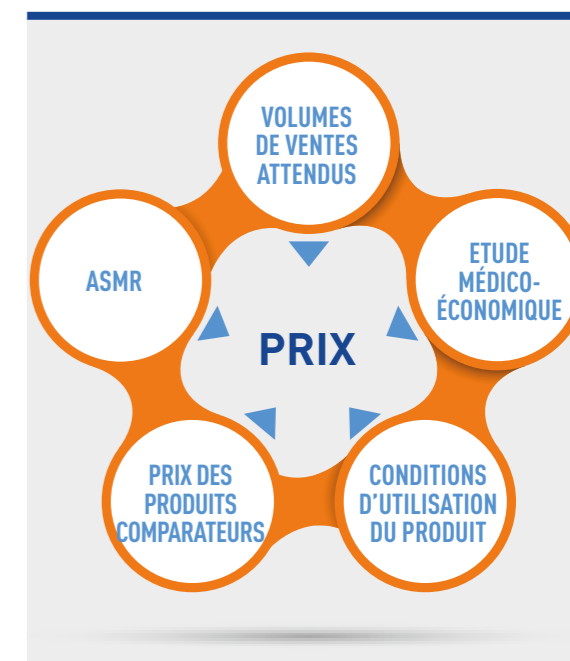 VOLUMES
DE VENTES
ATTENDUS
ASMR
ETUDE
MÉDICO-
ÉCONOMIQUE
PRIX
PRIX DES
PRODUITS
COMPARATEURS
CONDITIONS
D'UTILISATION
DU PRODUIT